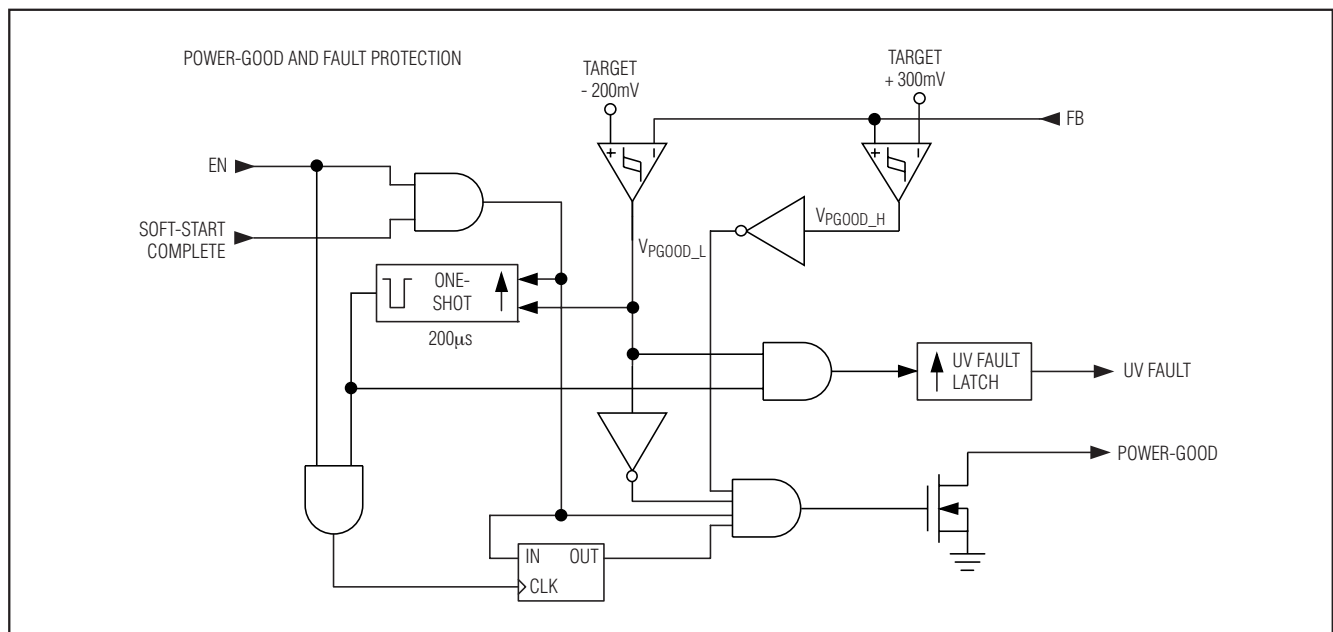 POWER-GOOD AND FAULT PROTECTION
TARGET
- 200mV
TARGET
+ 300mV
FB
+
−
+
−
EN
SOFT-START
COMPLETE
VPGOOD_L
VPGOOD_H
ONE-
SHOT
200µs
UV FAULT
LATCH
UV FAULT
POWER-GOOD
IN
OUT
CLK